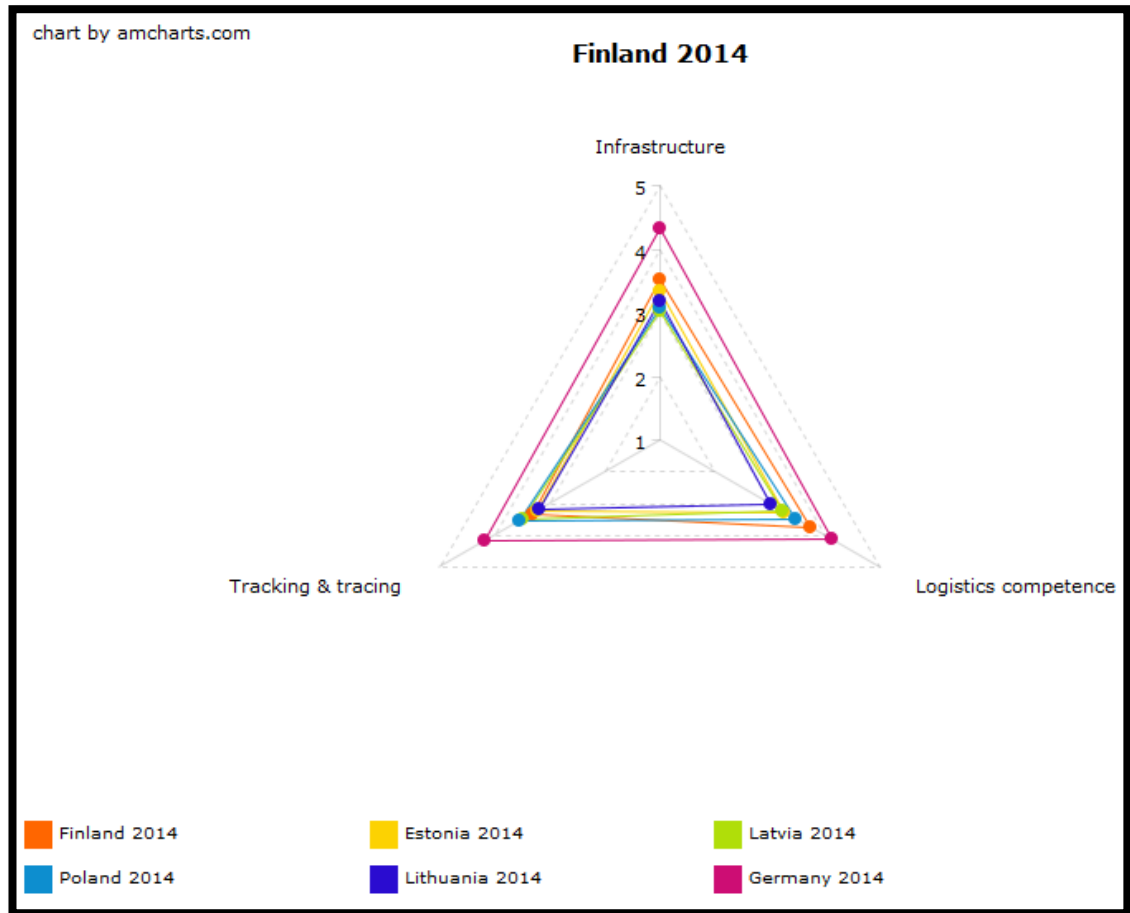 chart by amcharts.com
Finland 2014
Infrastructure
5
4
3
2
1
Tracking & tracing
Logistics competence
Finland 2014
Estonia 2014
Latvia 2014
Poland 2014
Lithuania 2014
Germany 2014